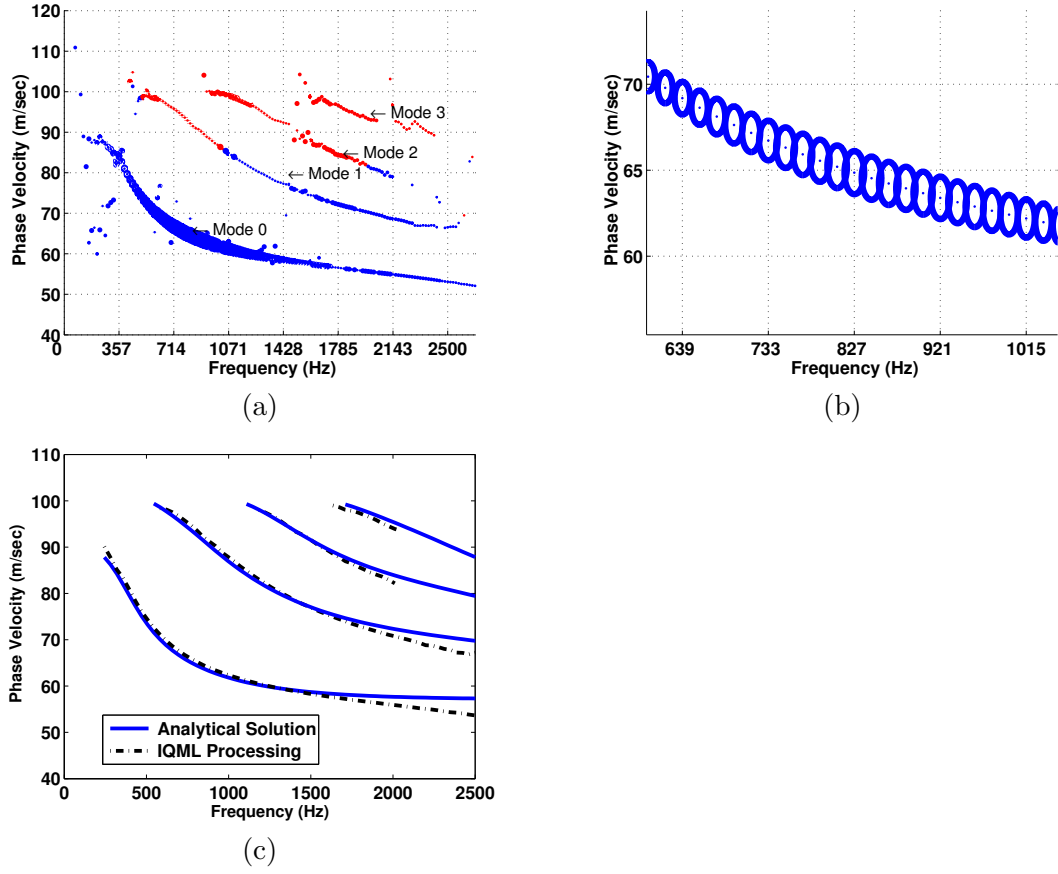 120
110
100
90
80
70
60
50
40
Phase Velocity (m/sec)
Mode 3
Mode 2
Mode 1
Mode 0
0 357 714 1071 1428 1785 2143 2500
Frequency (Hz)
(a)
70
65
60
Phase Velocity (m/sec)
639 733 827 921 1015
Frequency (Hz)
(b)
110
100
90
80
70
60
50
40
Phase Velocity (m/sec)
Analytical Solution
IQML Processing
0 500 1000 1500 2000 2500
Frequency (Hz)
(c)